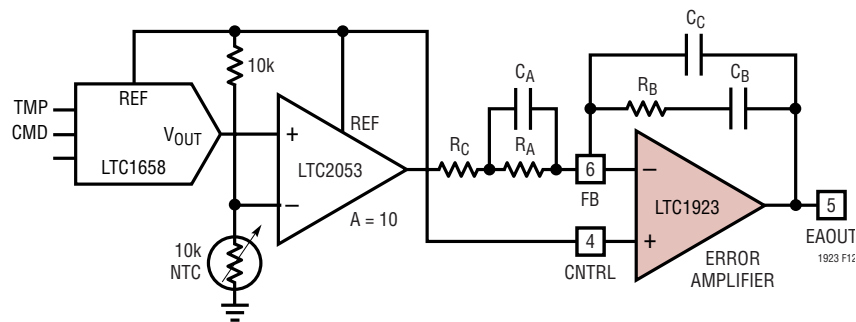 TMP
CMD
REF
VOUT
LTC1658
10k
10k
NTC
REF
+
LTC2053
−
A = 10
RC
CA
RA
CC
RB
CB
6
FB
4
CNTRL
−
LTC1923
+
ERROR
AMPLIFIER
5
EAOUT
1923 F12